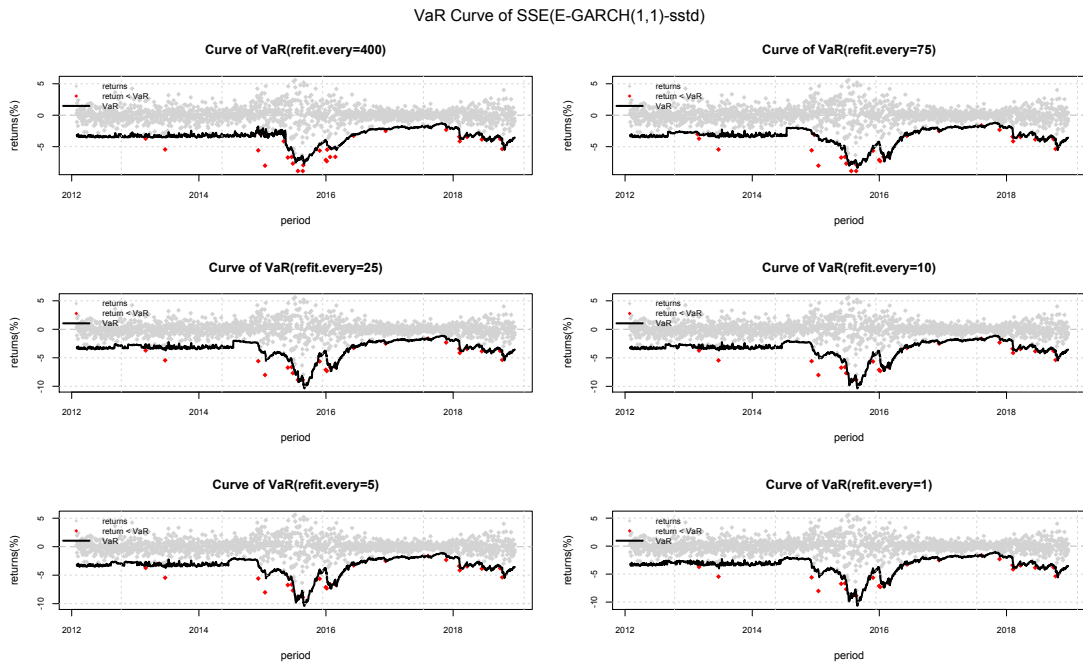 VaR Curve of SSE(E-GARCH(1,1)-sstd)
Curve of VaR(refit.every=400)
returns(%)
5
0
-5
returns
return < VaR
VaR
2012
2014
2016
2018
period
Curve of VaR(refit.every=75)
returns(%)
5
0
-5
returns
return < VaR
VaR
2012
2014
2016
2018
period
Curve of VaR(refit.every=25)
returns(%)
5
0
-5
-10
returns
return < VaR
VaR
2012
2014
2016
2018
period
Curve of VaR(refit.every=10)
returns(%)
5
0
-5
-10
returns
return < VaR
VaR
2012
2014
2016
2018
period
Curve of VaR(refit.every=5)
returns(%)
5
0
-5
-10
returns
return < VaR
VaR
2012
2014
2016
2018
period
Curve of VaR(refit.every=1)
returns(%)
5
0
-5
-10
returns
return < VaR
VaR
2012
2014
2016
2018
period